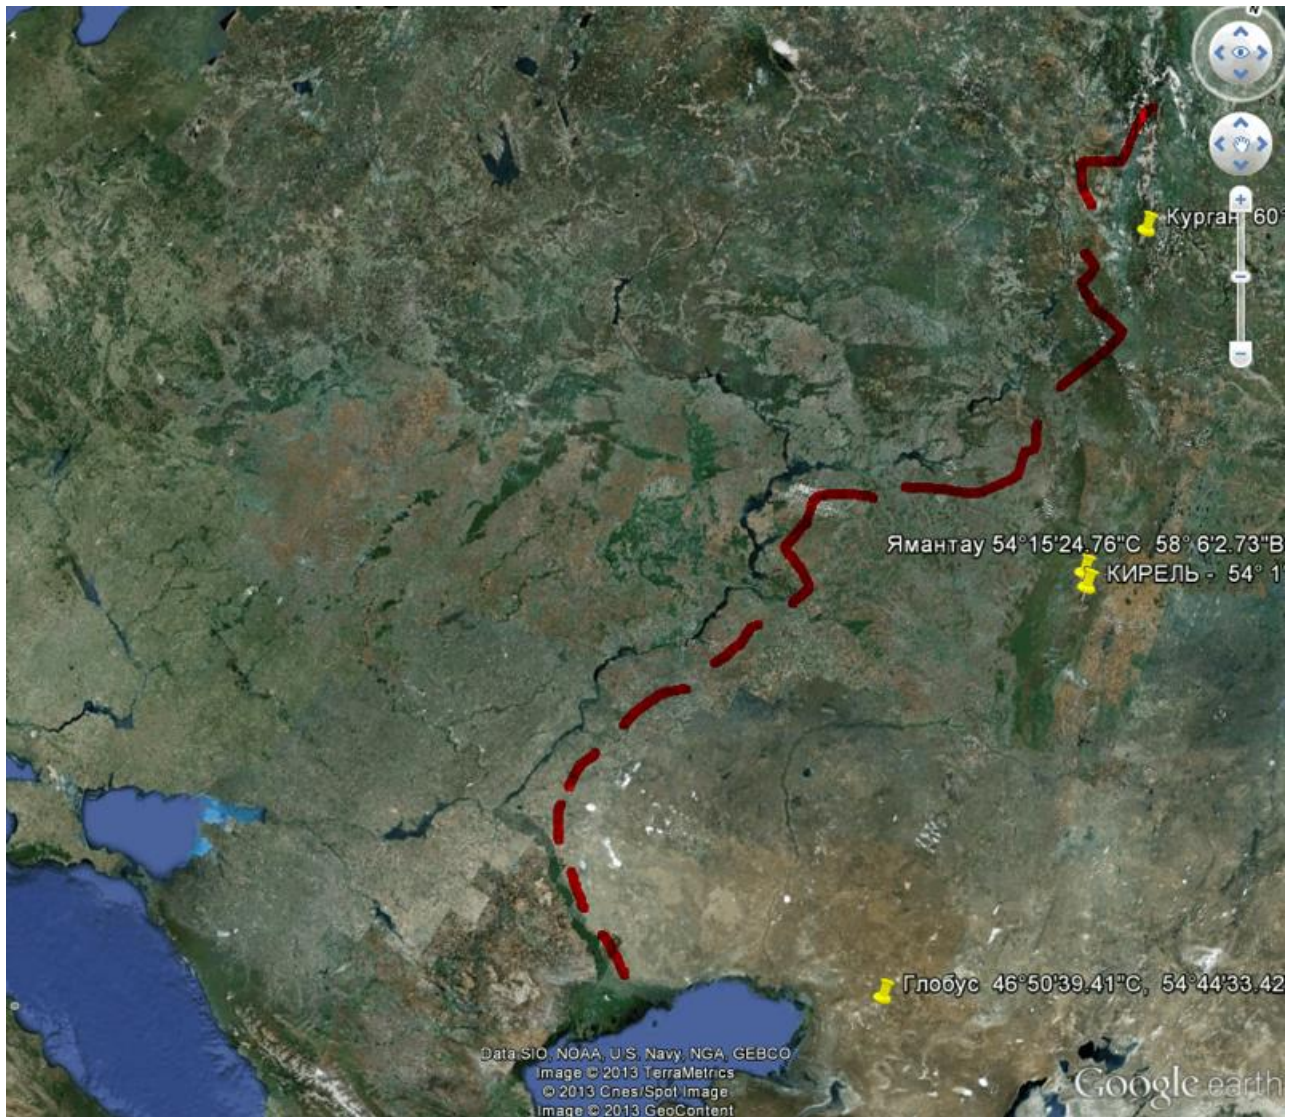 N
Курган 60°
Ямантау 54°15'24.76"С 58° 6'2.73"В
КИРЕЛЬ - 54° 1'
Глобус 46°50'39.41"С, 54°44'33.42
Data SIO, NOAA, U.S. Navy, NGA, GEBCO
Image © 2013 TerraMetrics
© 2013 Cnes/Spot Image
Image © 2013 GeoContent
Google earth